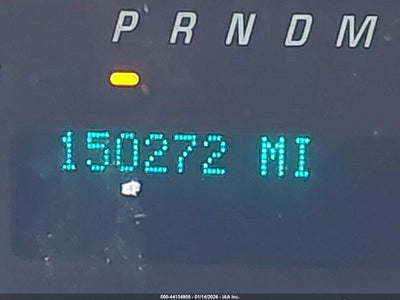 P R N D M
150272 MI
000-44134905 - 01/14/2026 - IAA Inc.